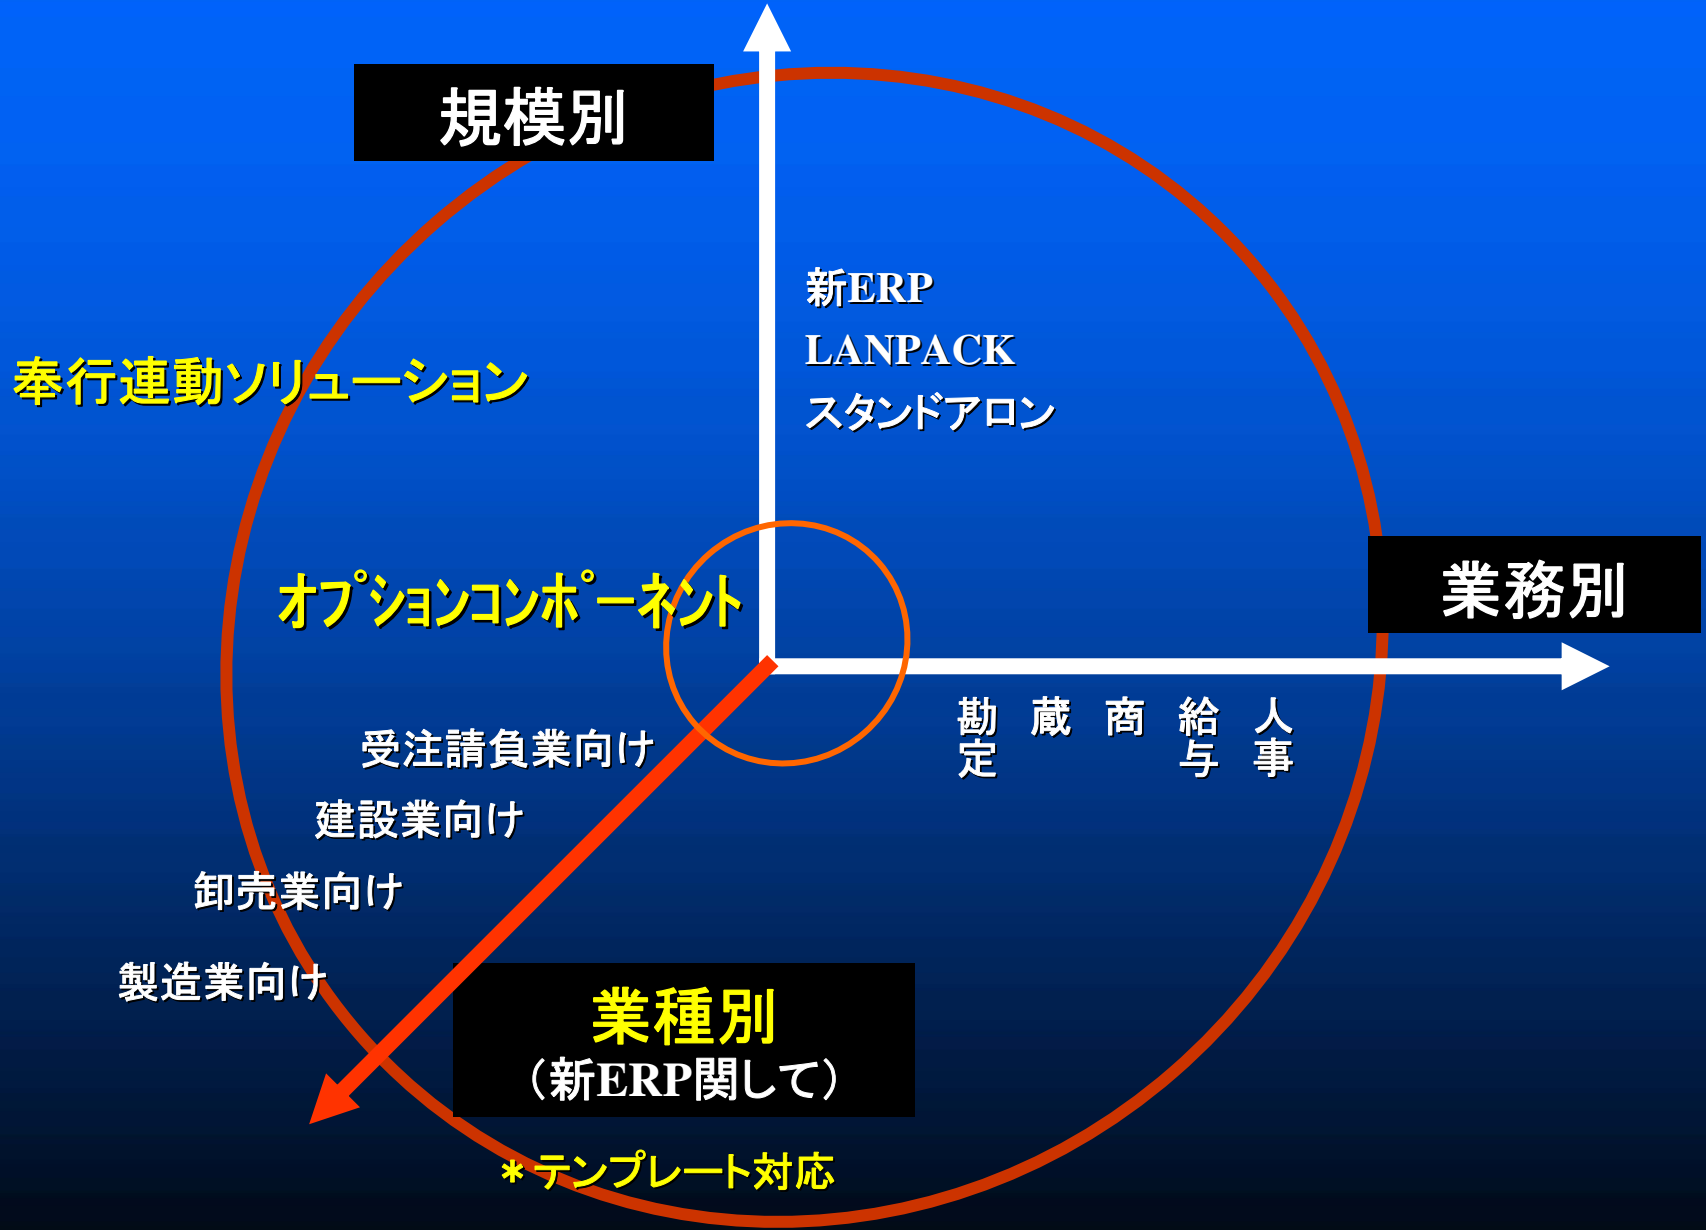 規模別
新ERP
LANPACK
スタンドアロン
奉行連動ソリューション
業務別
オプションコンポーネント
勘定
蔵
商
給与
人事
受注請負業向け
建設業向け
卸売業向け
製造業向け
業種別
（新ERP関して）
＊テンプレート対応